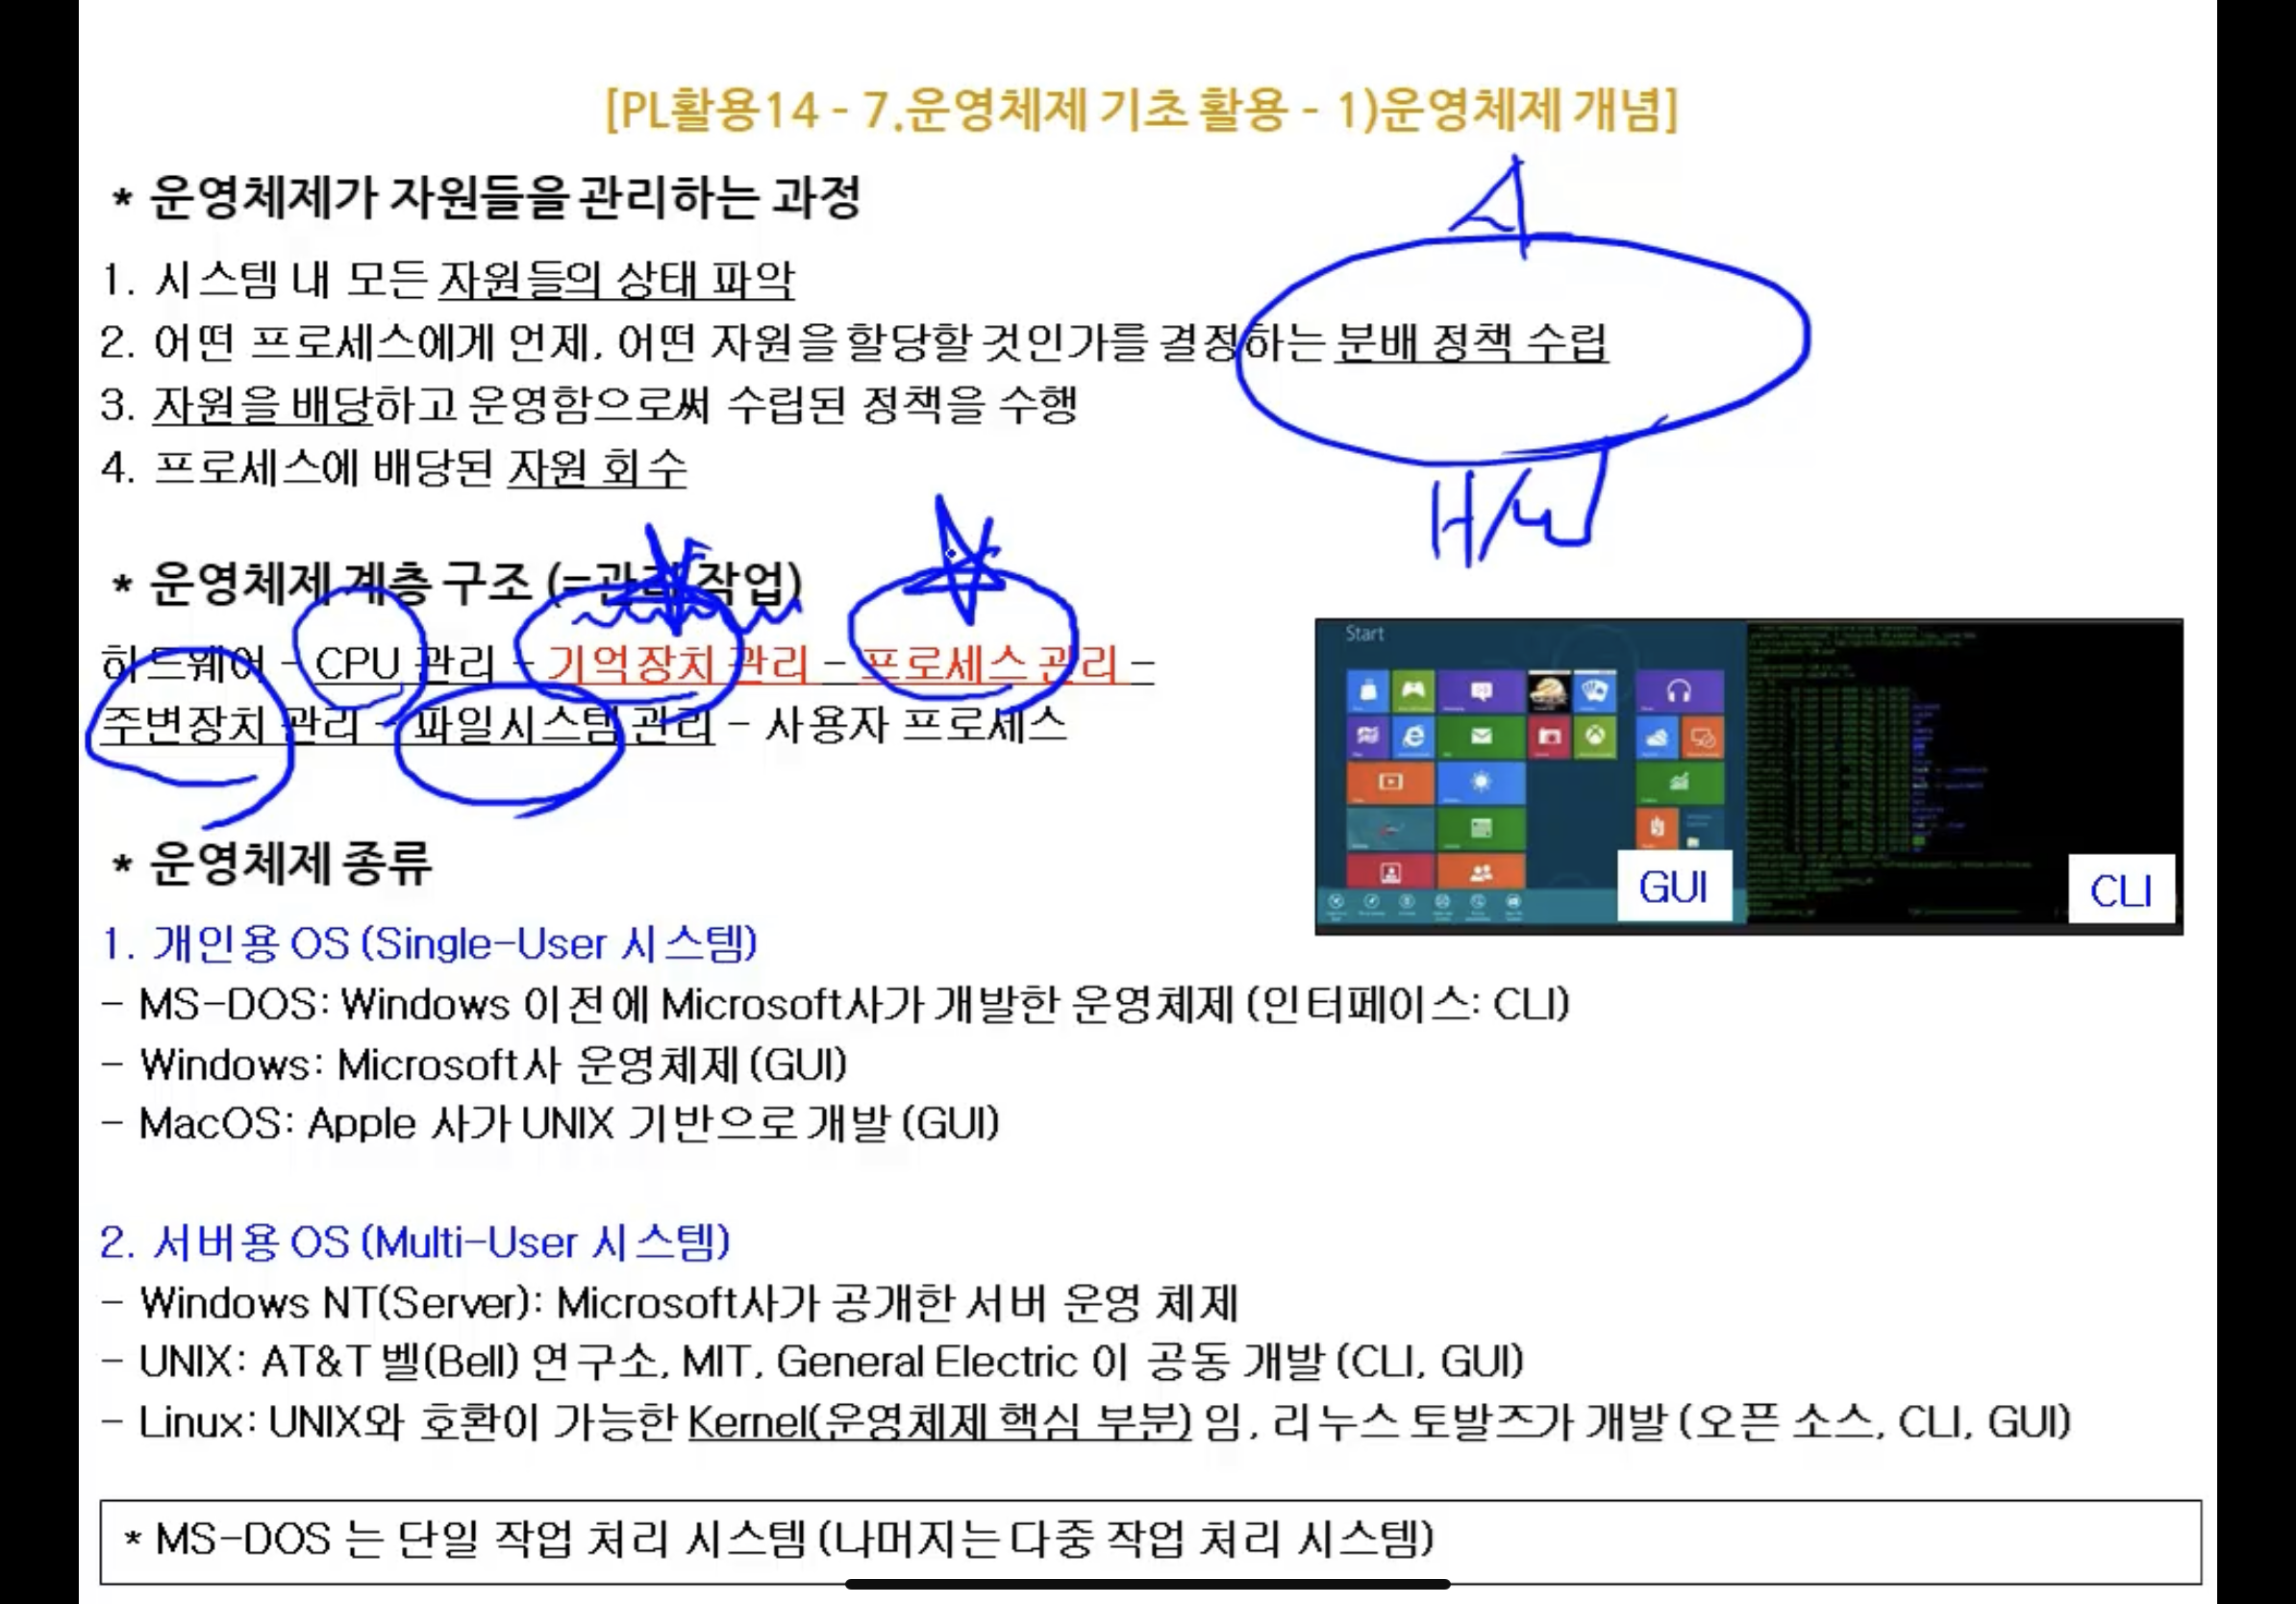 [PL활용14 - 7.운영체제 기초 활용 - 1)운영체제 개념]
* 운영체제가 자원들을 관리하는 과정
1. 시스템 내 모든 자원들의 상태 파악
2. 어떤 프로세스에게 언제, 어떤 자원을 할당할 것인가를 결정하는 분배 정책 수립
3. 자원을 배당하고 운영함으로써 수립된 정책을 수행
4. 프로세스에 배당된 자원 회수
H/W
* 운영체제 계층 구조 (=관리 작업)
하드웨어 - CPU 관리 - 기억장치 관리 - 프로세스 관리 -
주변장치 관리 - 파일시스템 관리 - 사용자 프로세스
Start
GUI
CLI
* 운영체제 종류
1. 개인용 OS (Single-User 시스템)
- MS-DOS: Windows 이전에 Microsoft사가 개발한 운영체제 (인터페이스: CLI)
- Windows: Microsoft사 운영체제 (GUI)
- MacOS: Apple 사가 UNIX 기반으로 개발 (GUI)
2. 서버용 OS (Multi-User 시스템)
- Windows NT(Server): Microsoft사가 공개한 서버 운영 체제
- UNIX: AT&T 벨(Bell) 연구소, MIT, General Electric 이 공동 개발 (CLI, GUI)
- Linux: UNIX와 호환이 가능한 Kernel(운영체제 핵심 부분) 임, 리누스 토발즈가 개발 (오픈 소스, CLI, GUI)
* MS-DOS 는 단일 작업 처리 시스템 (나머지는 다중 작업 처리 시스템)